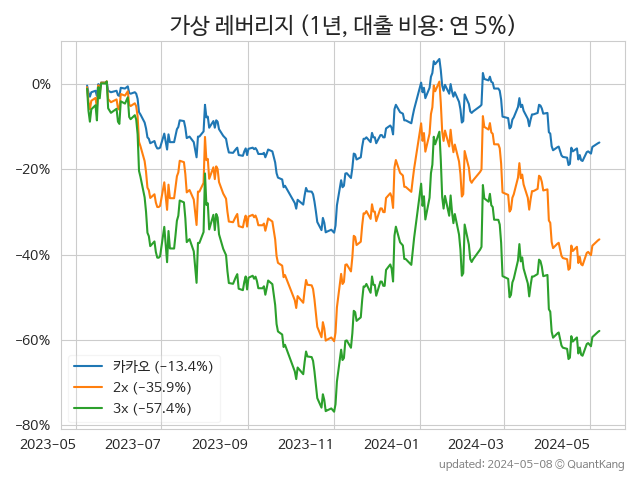 가상 레버리지 (1년, 대출 비용: 연 5%)
0%
−20%
−40%
−60%
−80%
카카오 (−13.4%)
2x (−35.9%)
3x (−57.4%)
2023-05 2023-07 2023-09 2023-11 2024-01 2024-03 2024-05
updated: 2024-05-08 © QuantKang